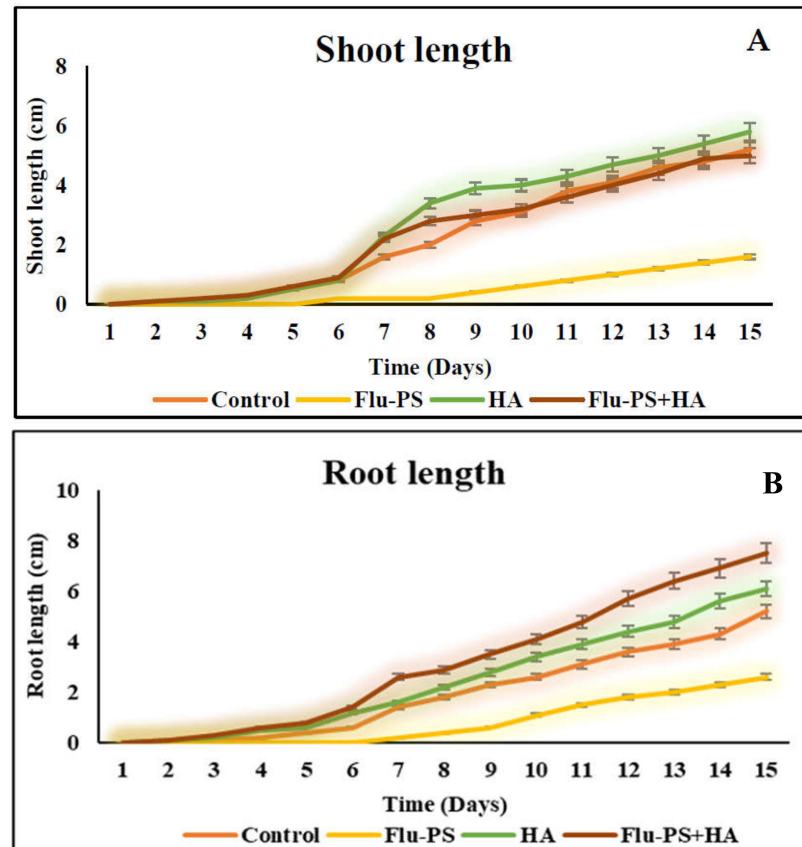 Shoot length
A
Shoot length (cm)
8
6
4
2
0
1 2 3 4 5 6 7 8 9 10 11 12 13 14 15
Time (Days)
Control Flu-PS HA Flu-PS+HA
Root length
B
Root length (cm)
10
8
6
4
2
0
1 2 3 4 5 6 7 8 9 10 11 12 13 14 15
Time (Days)
Control Flu-PS HA Flu-PS+HA